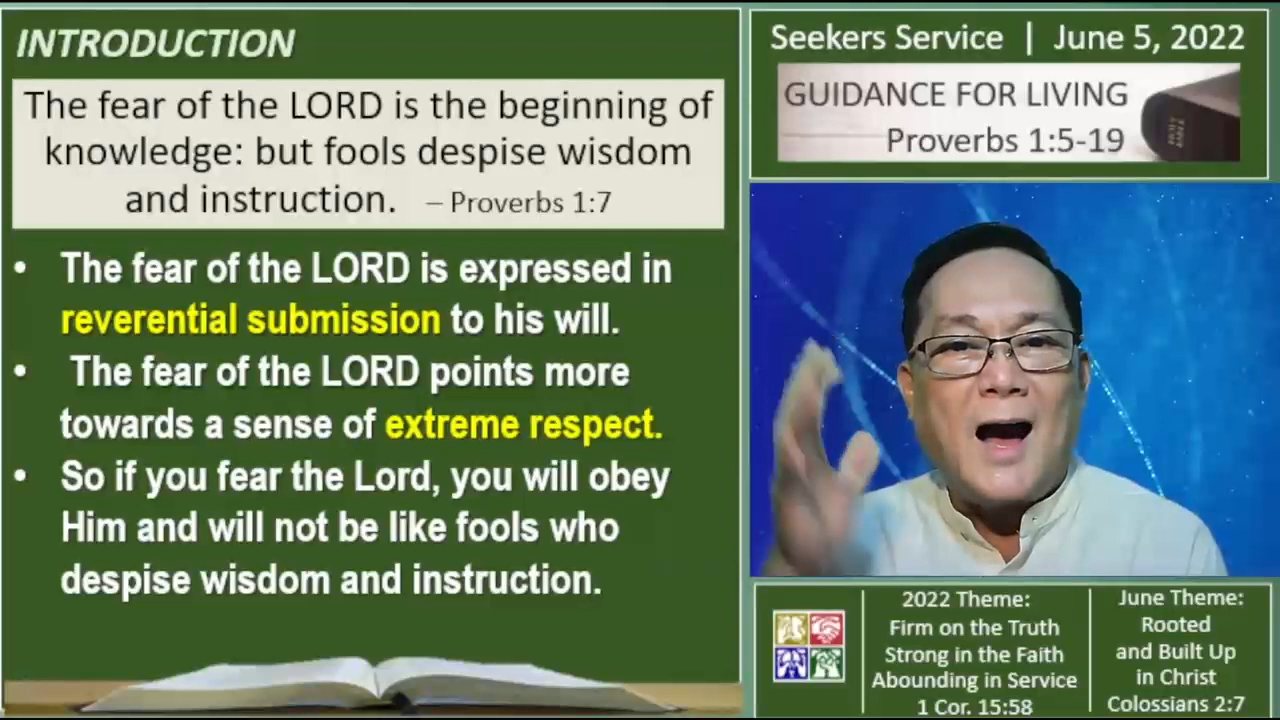 INTRODUCTION
The fear of the LORD is the beginning of
knowledge: but fools despise wisdom
and instruction. – Proverbs 1:7
• The fear of the LORD is expressed in
reverential submission to his will.
• The fear of the LORD points more
towards a sense of extreme respect.
• So if you fear the Lord, you will obey
Him and will not be like fools who
despise wisdom and instruction.
Seekers Service | June 5, 2022
GUIDANCE FOR LIVING
Proverbs 1:5-19
2022 Theme:
Firm on the Truth
Strong in the Faith
Abounding in Service
1 Cor. 15:58
June Theme:
Rooted
and Built Up
in Christ
Colossians 2:7